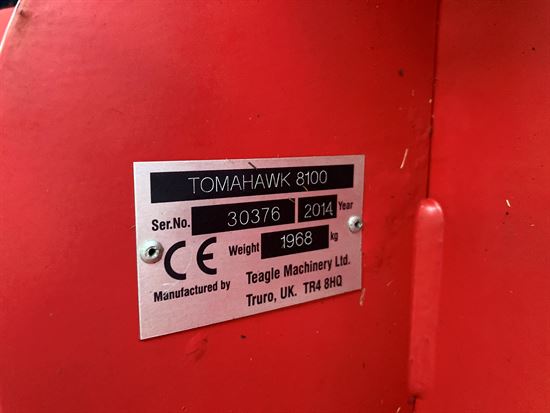 TOMAHAWK 8100
Ser.No. 30376 2014 Year
CE Weight 1968 kg
Manufactured by Teagle Machinery Ltd.
Truro, UK. TR4 8HQ